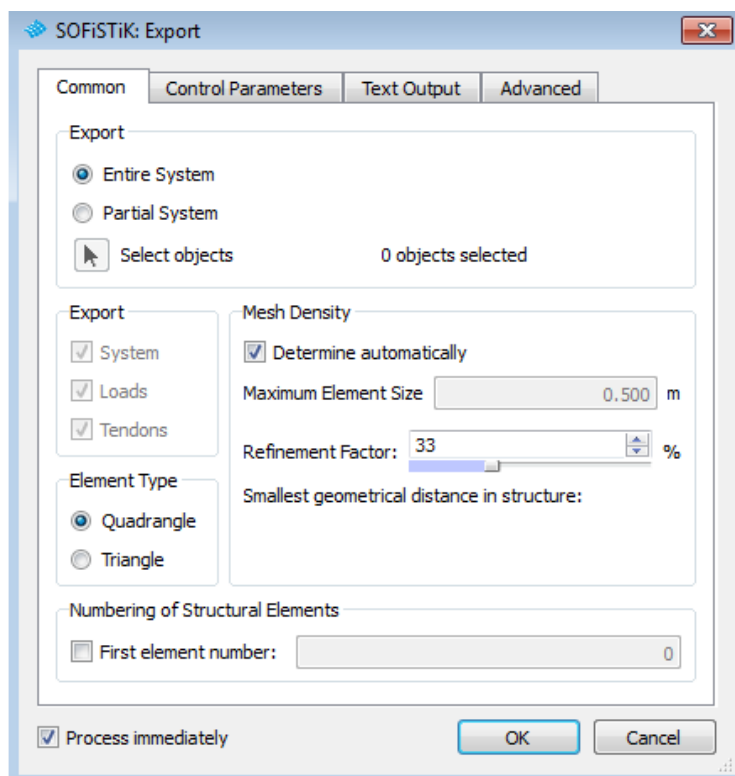 SOFiSTiK: Export
Common Control Parameters Text Output Advanced
Export
Entire System
Partial System
Select objects 0 objects selected
Export
System
Loads
Tendons
Mesh Density
Determine automatically
Maximum Element Size 0.500 m
Refinement Factor: 33 %
Smallest geometrical distance in structure:
Element Type
Quadrangle
Triangle
Numbering of Structural Elements
First element number: 0
Process immediately OK Cancel